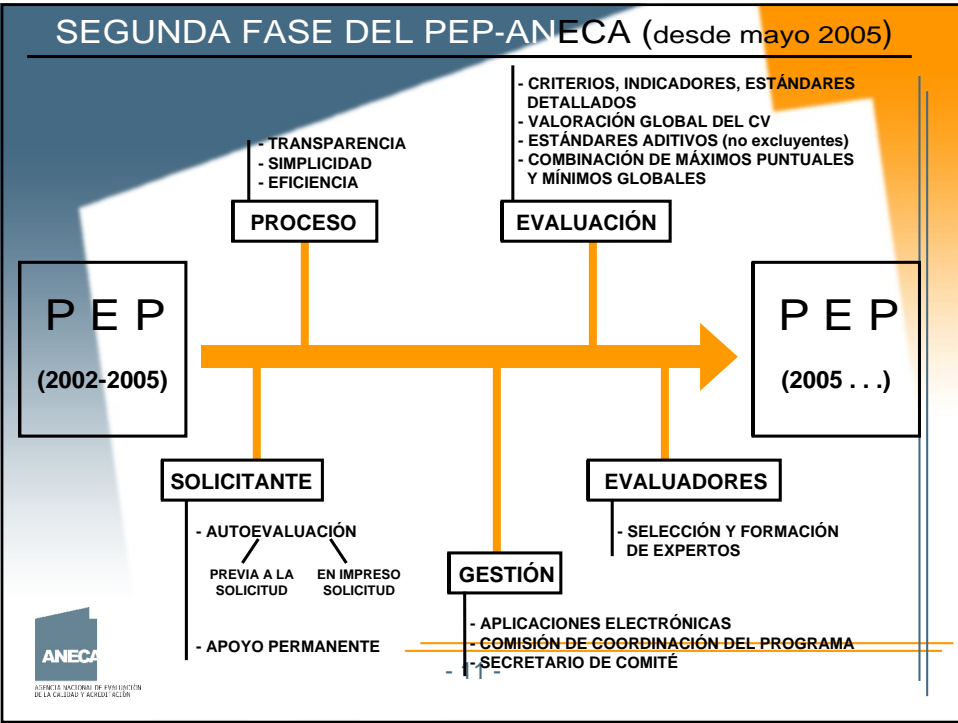 SEGUNDA FASE DEL PEP-ANECA (desde mayo 2005)
- CRITERIOS, INDICADORES, ESTÁNDARES
DETALLADOS
- VALORACIÓN GLOBAL DEL CV
- ESTÁNDARES ADITIVOS (no excluyentes)
- COMBINACIÓN DE MÁXIMOS PUNTUALES
Y MÍNIMOS GLOBALES
- TRANSPARENCIA
- SIMPLICIDAD
- EFICIENCIA
PROCESO
EVALUACIÓN
P E P
(2002-2005)
P E P
(2005 . . .)
SOLICITANTE
- AUTOEVALUACIÓN
PREVIA A LA
SOLICITUD
EN IMPRESO
SOLICITUD
- APOYO PERMANENTE
GESTIÓN
- APLICACIONES ELECTRÓNICAS
- COMISIÓN DE COORDINACIÓN DEL PROGRAMA
- SECRETARIO DE COMITÉ
EVALUADORES
- SELECCIÓN Y FORMACIÓN
DE EXPERTOS
ANECA
AGENCIA NACIONAL DE EVALUACIÓN
DE LA CALIDAD Y ACREDITACIÓN
- 11 -